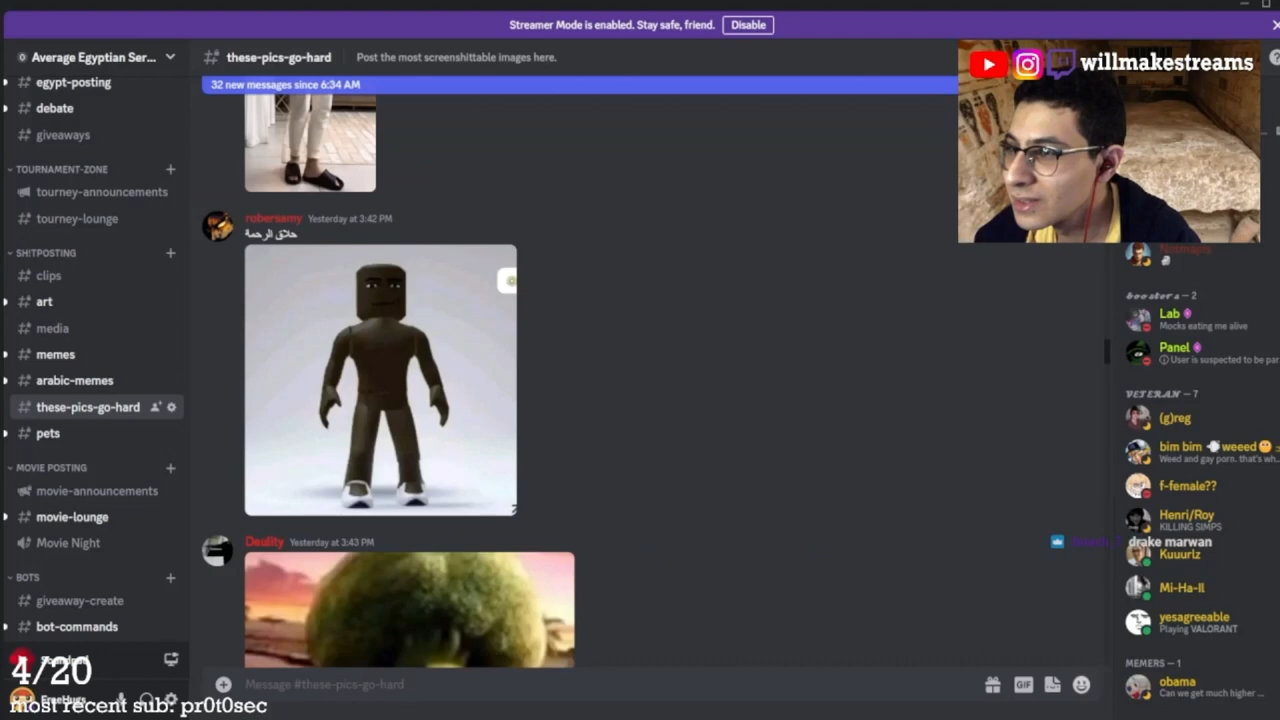 Streamer Mode is enabled. Stay safe, friend.
Disable
Average Egyptian Ser...
these-pics-go-hard
Post the most screenshittable images here.
willmakestreams
32 new messages since 6:34 AM
egypt-posting
debate
giveaways
TOURNAMENT-ZONE
tourney-announcements
tourney-lounge
SH!TPOSTING
clips
art
media
memes
arabic-memes
these-pics-go-hard
pets
MOVIE POSTING
movie-announcements
movie-lounge
Movie Night
BOTS
giveaway-create
bot-commands
4/20
most recent sub: pr0t0sec
robersamy Yesterday at 3:42 PM
حلاق الرحمة
Deulity Yesterday at 3:43 PM
Message #these-pics-go-hard
GIF
boosters — 2
Lab
Mocks eating me alive
Panel
User is suspected to be par
VETERAN — 7
(g)reg
bim bim weeed
Weed and gay porn. that's wh...
f-female??
Henri/Roy
KILLING SIMPS
drake marwan
Kuuurlz
Mi-Ha-Il
yesagreeable
Playing VALORANT
MEMERS — 1
obama
Can we get much higher ...